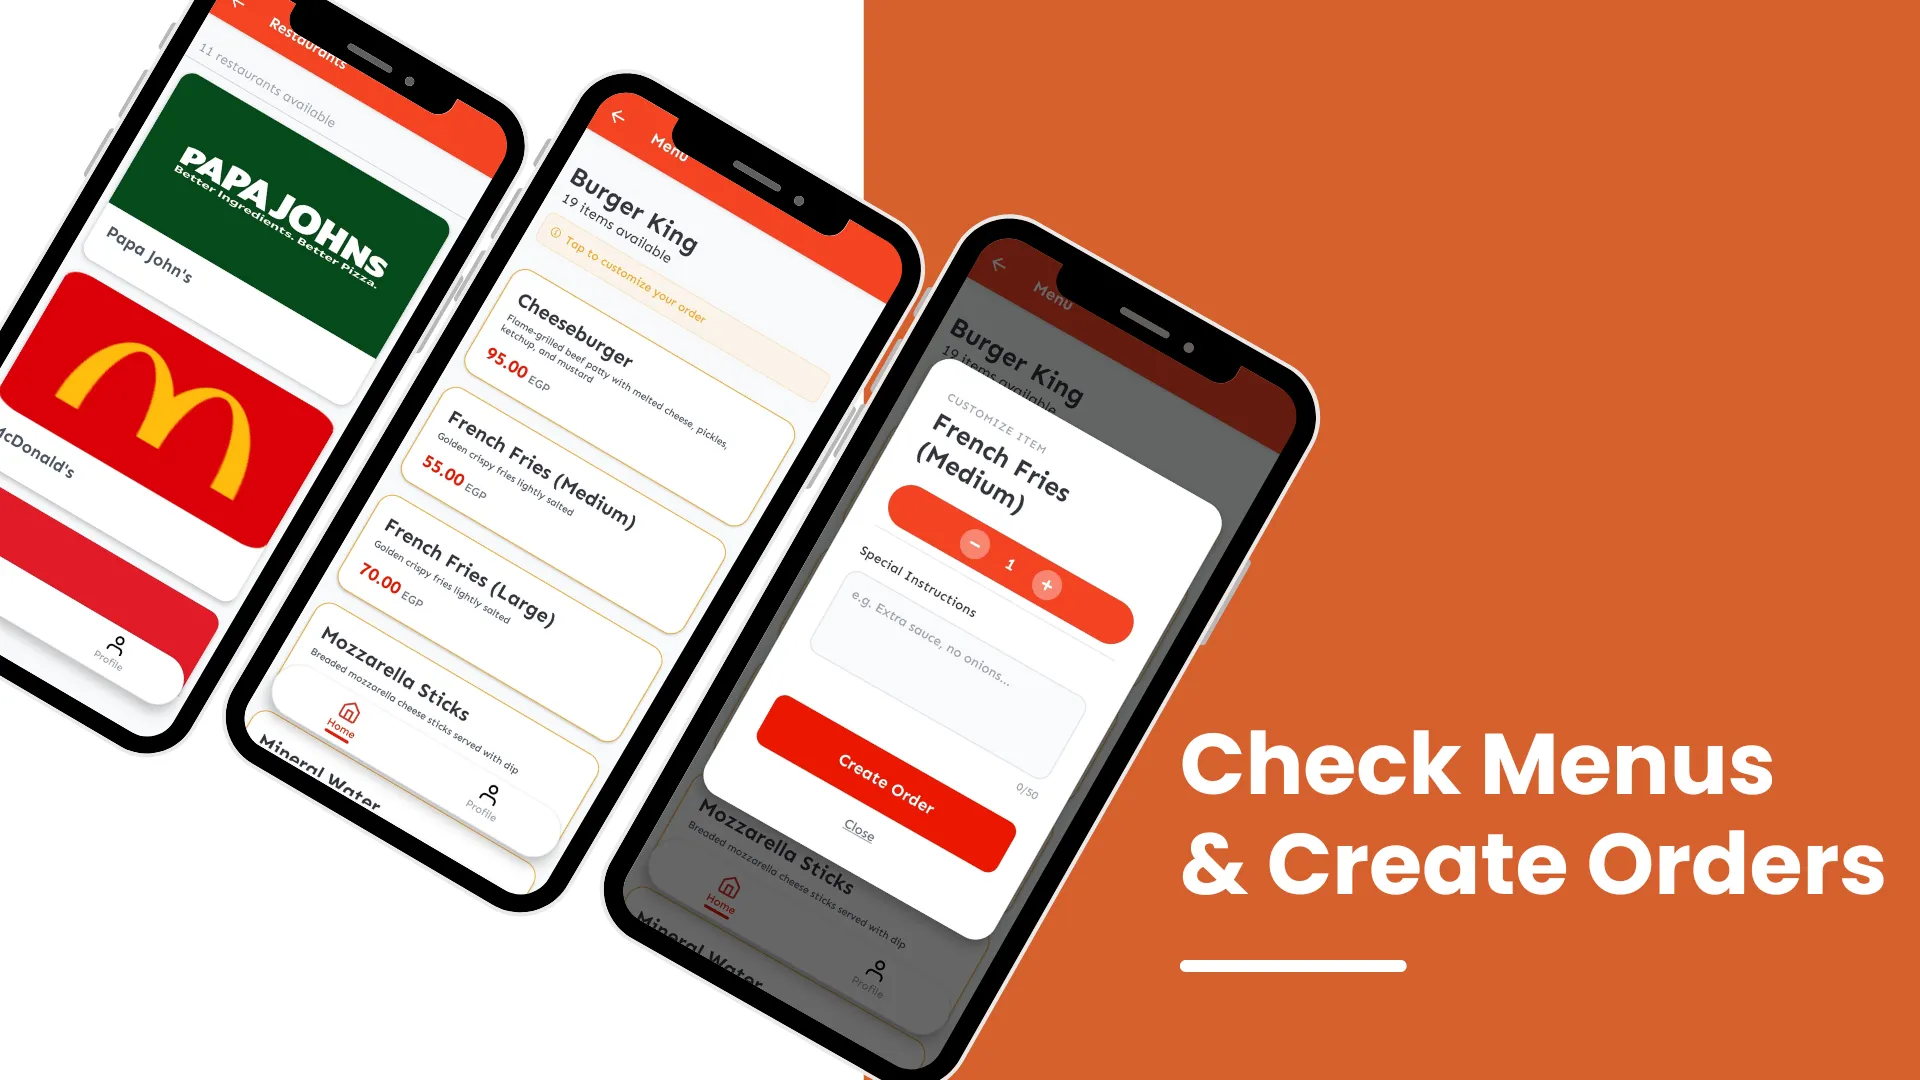 Restaurants
11 restaurants available
PAPA JOHNS
Better Ingredients. Better Pizza.
Papa John's
McDonald's
Profile
Menu
Burger King
19 items available
Tap to customize your order
Cheeseburger
Flame-grilled beef patty with melted cheese, pickles,
ketchup, and mustard
95.00 EGP
French Fries (Medium)
Golden crispy fries lightly salted
55.00 EGP
French Fries (Large)
Golden crispy fries lightly salted
70.00 EGP
Mozzarella Sticks
Breaded mozzarella cheese sticks served with dip
Mineral Water
Home
Profile
Menu
Burger King
19 items available
CUSTOMIZE ITEM
French Fries
(Medium)
− 1 +
Special Instructions
e.g. Extra sauce, no onions...
0/50
Create Order
Close
Mozzarella Sticks
Breaded mozzarella cheese sticks served with dip
Mineral Water
Home
Profile
Check Menus
& Create Orders